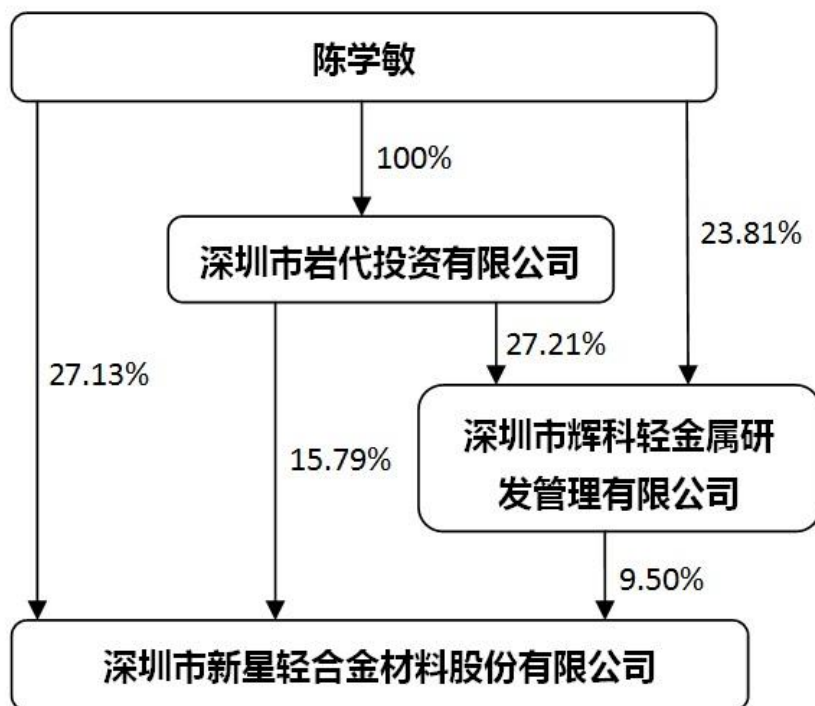 陈学敏
100%
23.81%
深圳市岩代投资有限公司
27.21%
27.13%
深圳市辉科轻金属研
发管理有限公司
15.79%
9.50%
深圳市新星轻合金材料股份有限公司